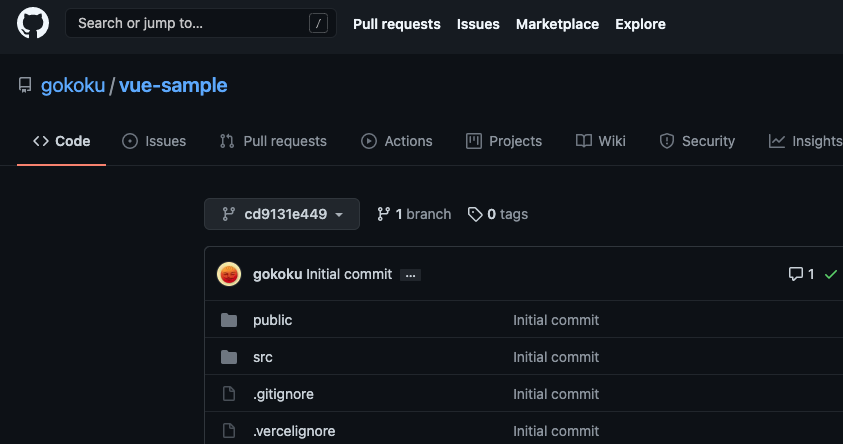 Search or jump to... / Pull requests Issues Marketplace Explore
gokoku / vue-sample
Code Issues Pull requests Actions Projects Wiki Security Insights
cd9131e449 1 branch 0 tags
gokoku Initial commit ... 1
public Initial commit
src Initial commit
.gitignore Initial commit
.vercelignore Initial commit